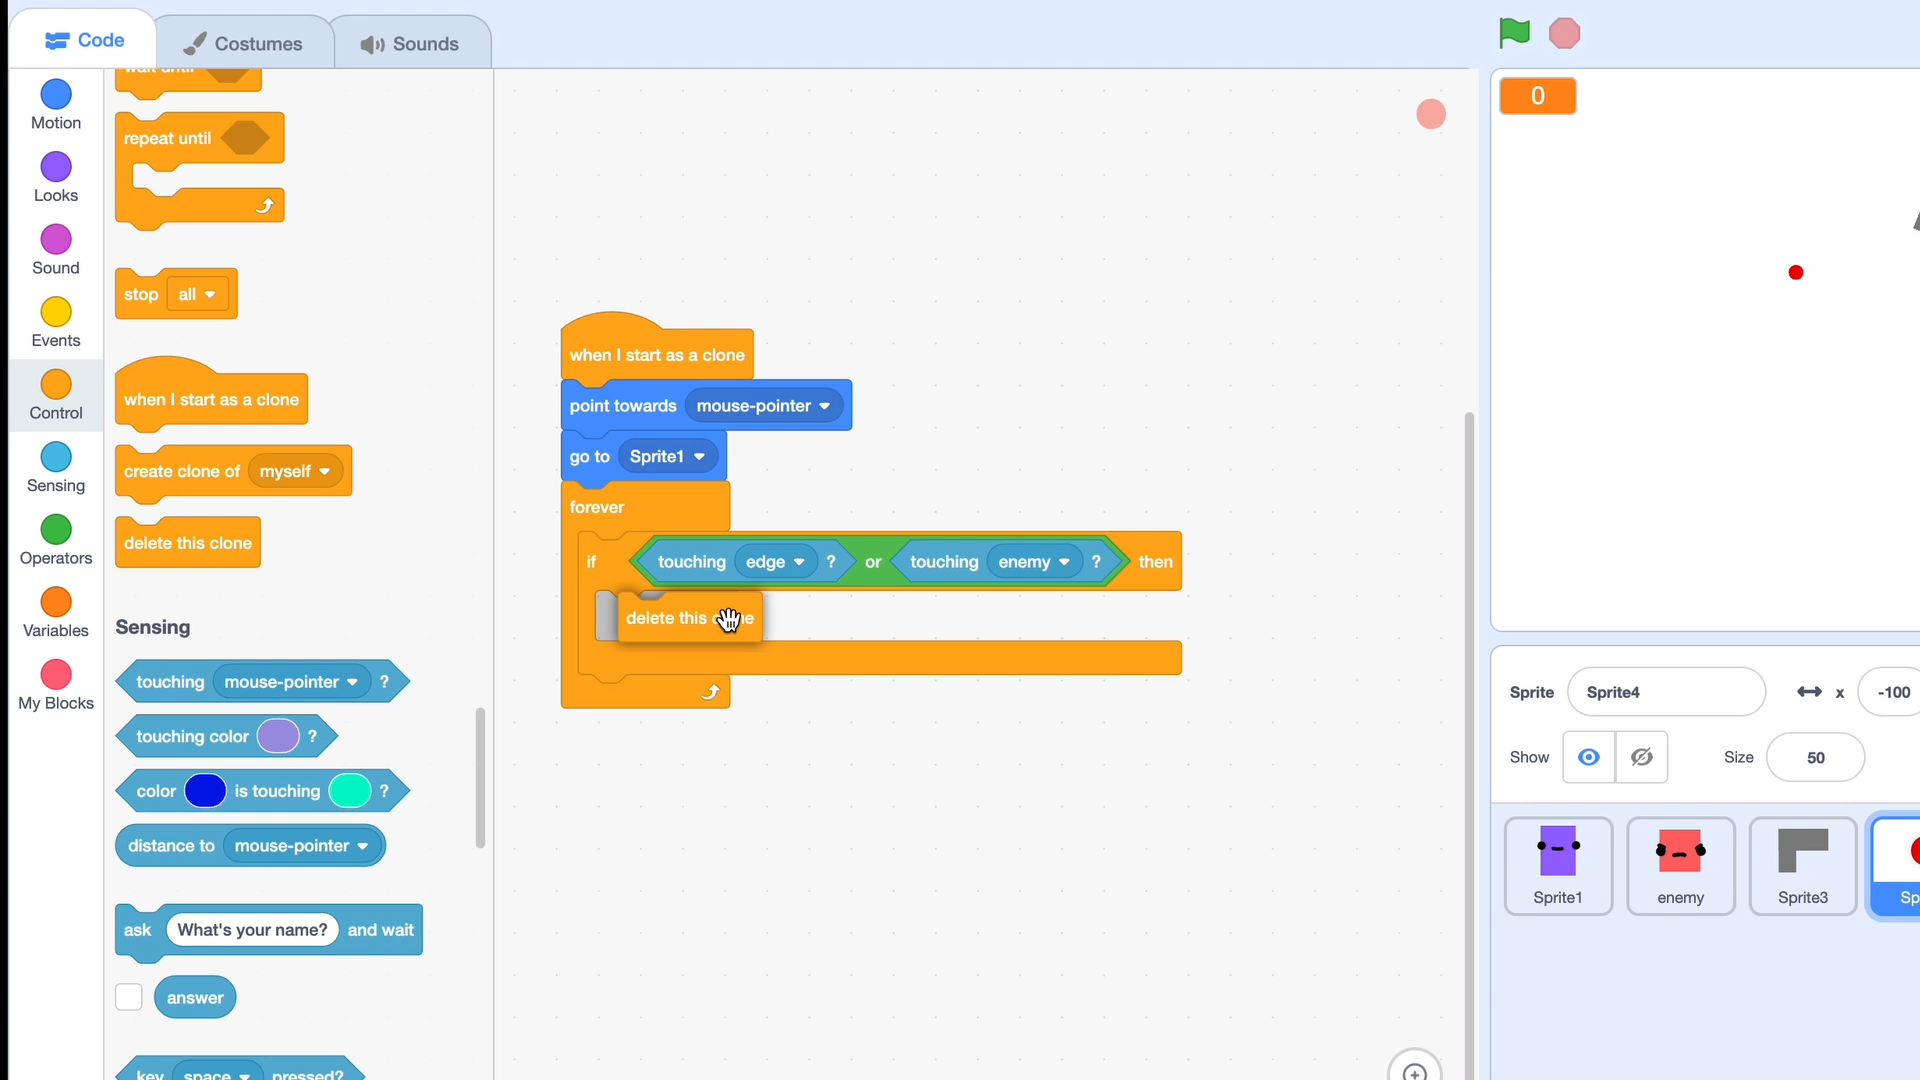 Code
Costumes
Sounds
Motion
Looks
Sound
Events
Control
Sensing
Operators
Variables
My Blocks
wait until
repeat until
stop all
when I start as a clone
create clone of myself
delete this clone
Sensing
touching mouse-pointer ?
touching color ?
color is touching ?
distance to mouse-pointer
ask What's your name? and wait
answer
key space pressed?
when I start as a clone
point towards mouse-pointer
go to Sprite1
forever
if touching edge ? or touching enemy ? then
delete this
0
Sprite Sprite4 x -100
Show Size 50
Sprite1
enemy
Sprite3
Sp